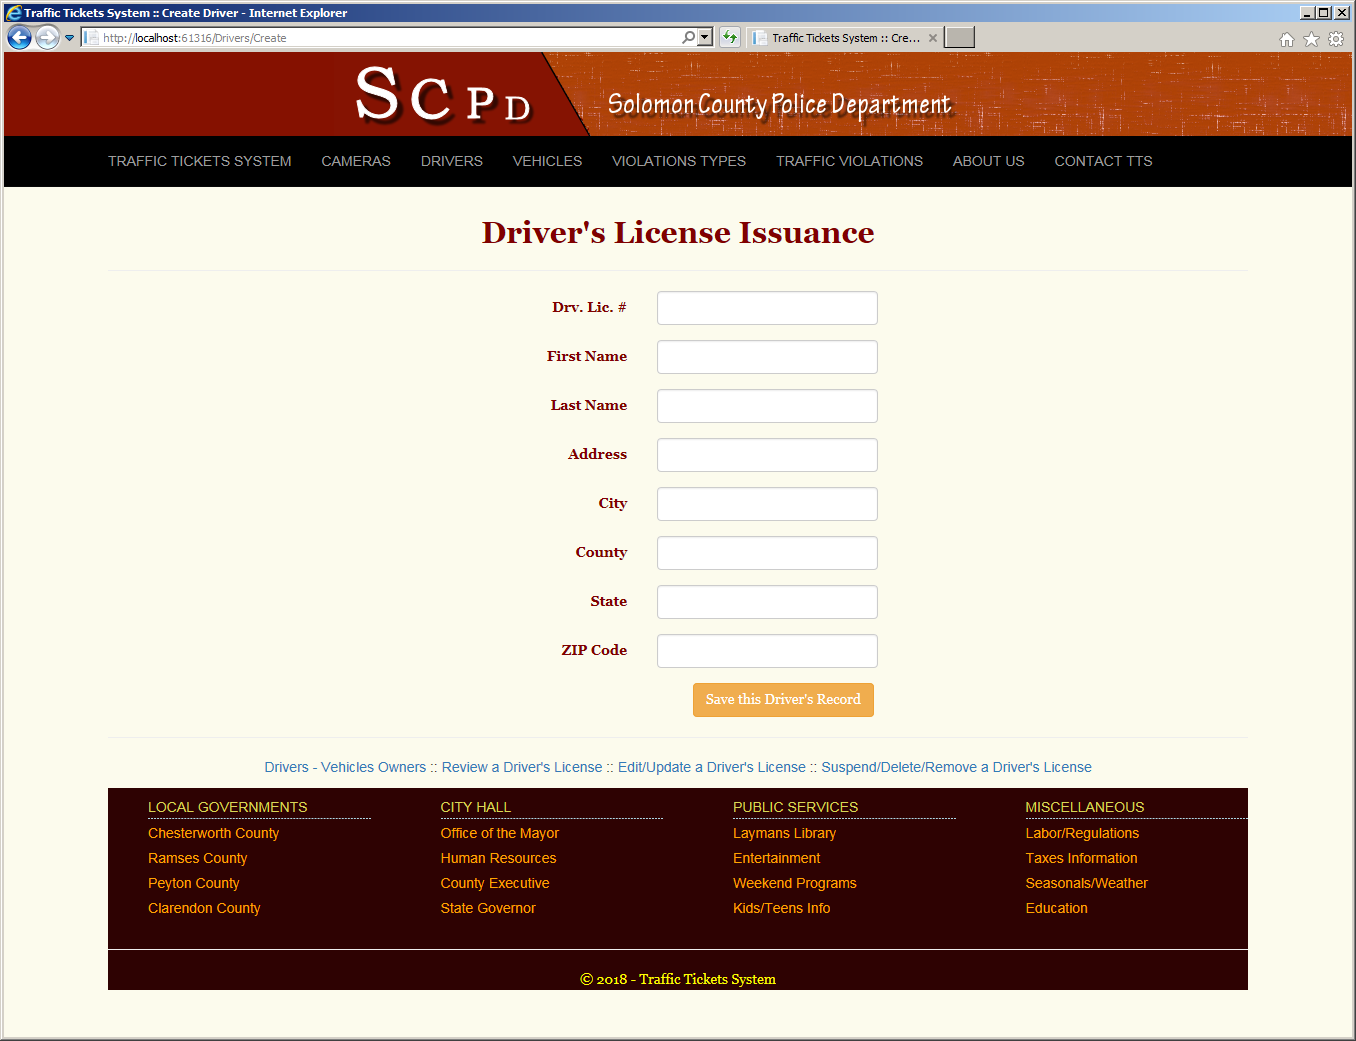 Traffic Tickets System :: Create Driver - Internet Explorer
http://localhost:61316/Drivers/Create
Traffic Tickets System :: Cre...
SCPD
Solomon County Police Department
TRAFFIC TICKETS SYSTEM CAMERAS DRIVERS VEHICLES VIOLATIONS TYPES TRAFFIC VIOLATIONS ABOUT US CONTACT TTS
Driver's License Issuance
Drv. Lic. #
First Name
Last Name
Address
City
County
State
ZIP Code
Save this Driver's Record
Drivers - Vehicles Owners :: Review a Driver's License :: Edit/Update a Driver's License :: Suspend/Delete/Remove a Driver's License
LOCAL GOVERNMENTS CITY HALL PUBLIC SERVICES MISCELLANEOUS
Chesterworth County Office of the Mayor Laymans Library Labor/Regulations
Ramses County Human Resources Entertainment Taxes Information
Peyton County County Executive Weekend Programs Seasonals/Weather
Clarendon County State Governor Kids/Teens Info Education
© 2018 - Traffic Tickets System